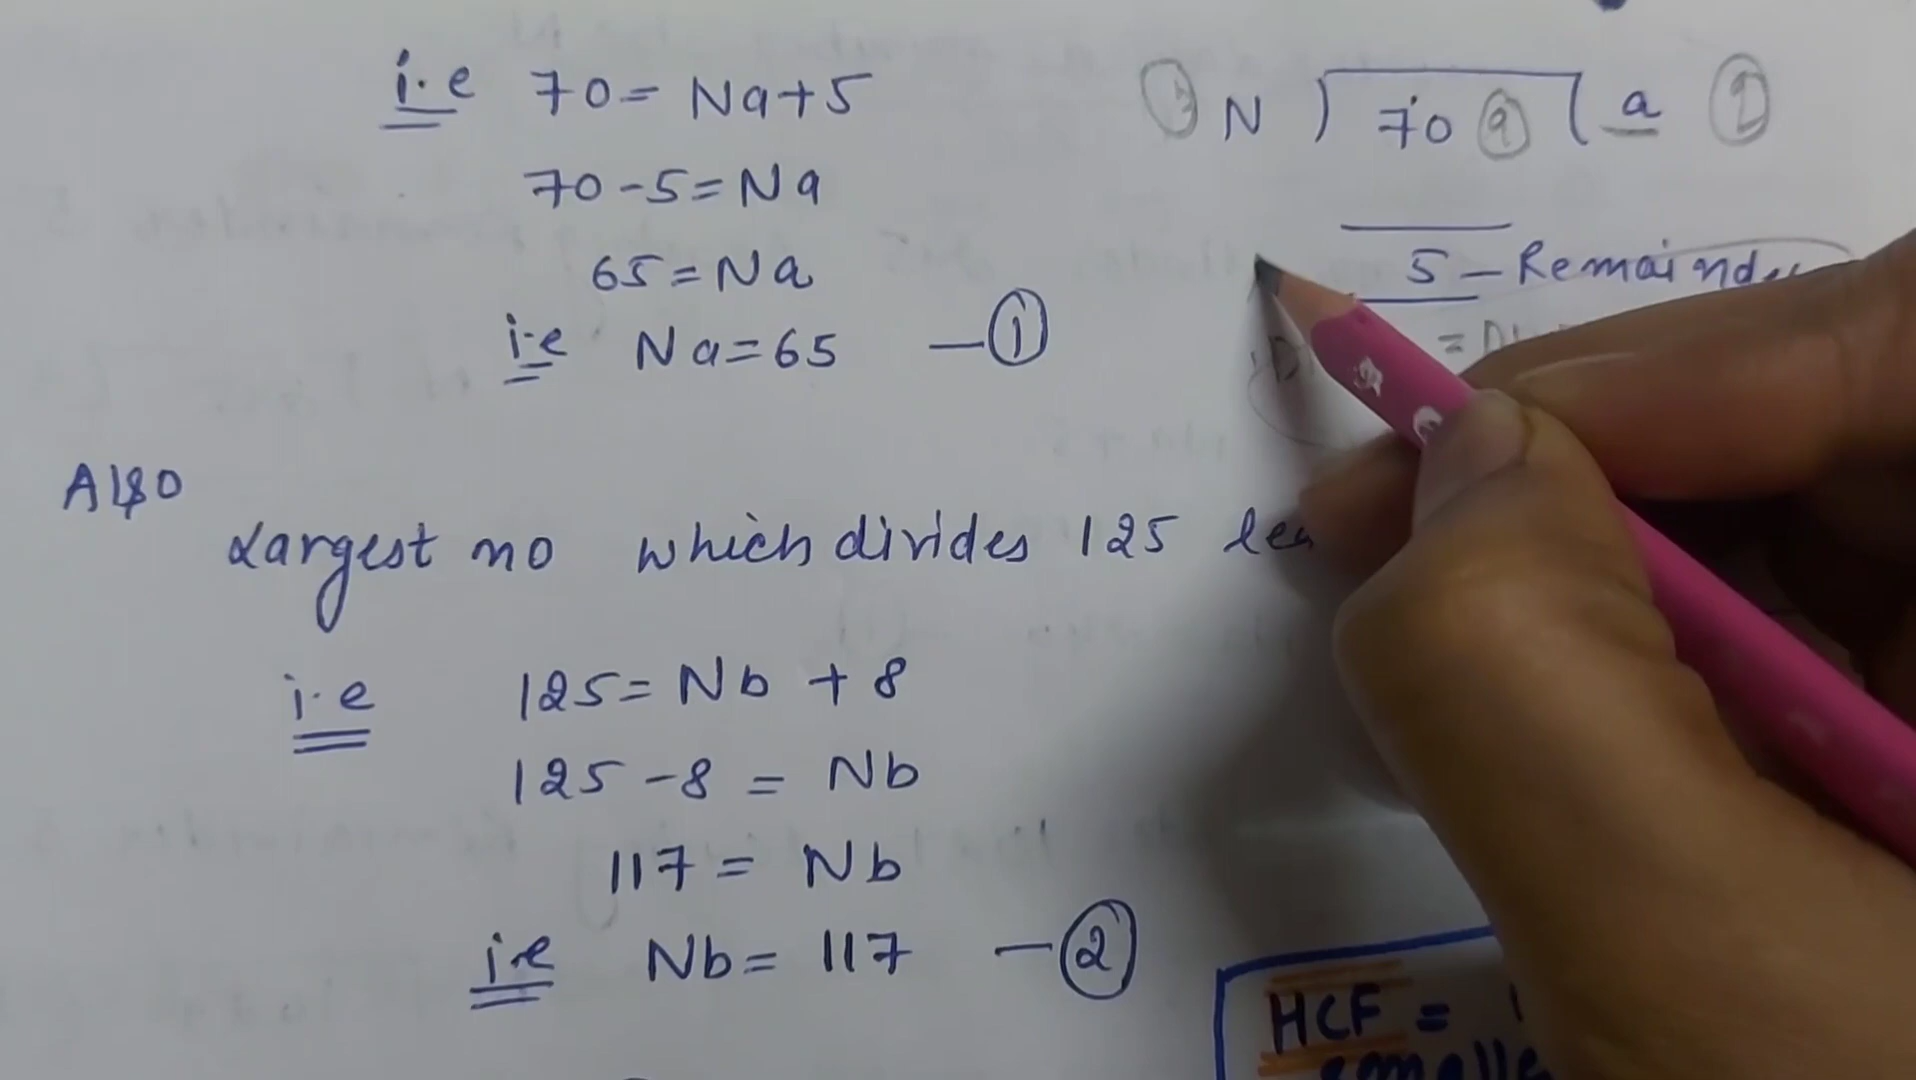 i.e 70 = Na+5
70-5 = Na
65 = Na
i.e Na = 65 — 1
N ) 70 ( a
5 - Remainder
Also
Largest no which divides 125
i.e 125 = Nb + 8
125 - 8 = Nb
117 = Nb
i.e Nb = 117 — 2
HCF =